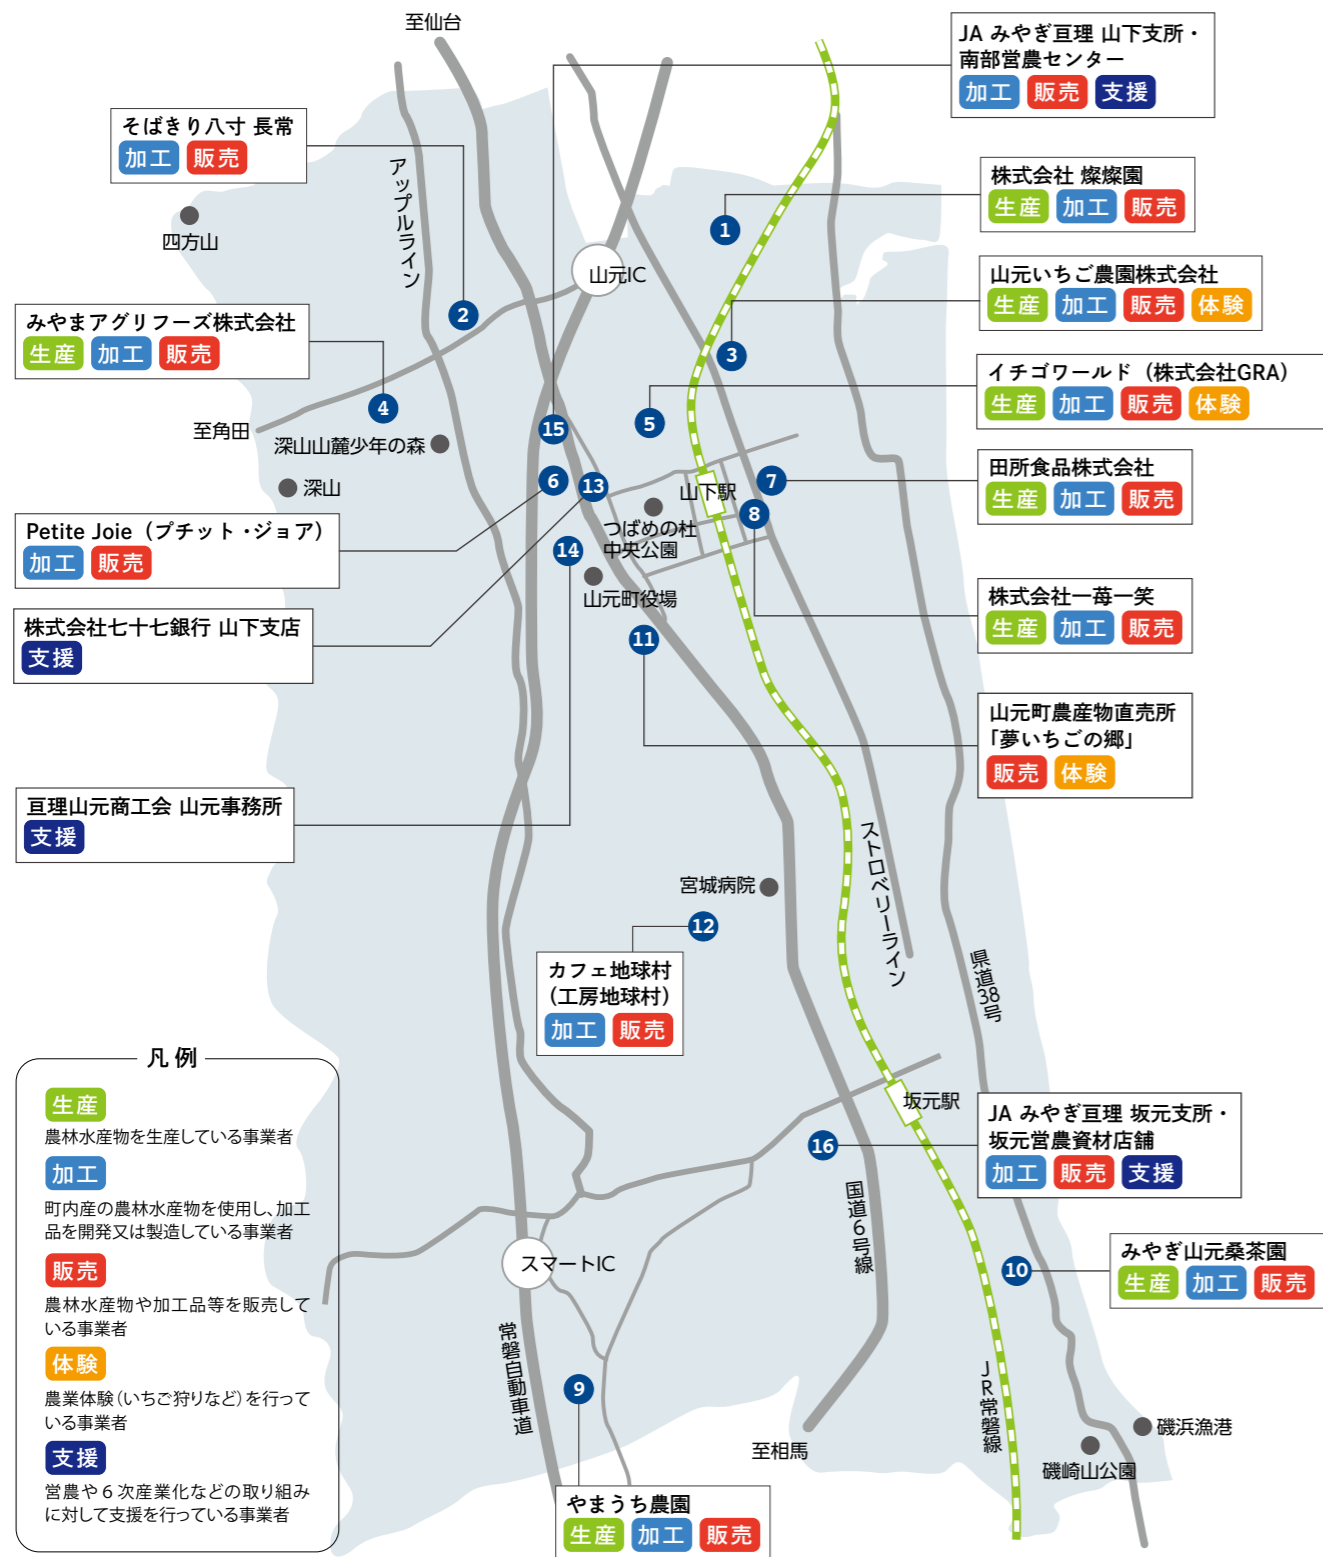 至仙台
JA みやぎ亘理 山下支所・
南部営農センター
加工 販売 支援
そばきり八寸 長常
加工 販売
アップルライン
四方山
株式会社 燦燦園
生産 加工 販売
1
山元IC
山元いちご農園株式会社
生産 加工 販売 体験
2
みやまアグリフーズ株式会社
生産 加工 販売
3
イチゴワールド（株式会社GRA）
生産 加工 販売 体験
4
5
15
至角田
深山山麓少年の森
深山
田所食品株式会社
生産 加工 販売
6
13
山下駅
7
8
つばめの杜
中央公園
Petite Joie（プチット・ジョア）
加工 販売
14
山元町役場
株式会社一苺一笑
生産 加工 販売
株式会社七十七銀行 山下支店
支援
11
山元町農産物直売所
「夢いちごの郷」
販売 体験
亘理山元商工会 山元事務所
支援
ストロベリーライン
宮城病院
12
カフェ地球村
（工房地球村）
加工 販売
県道38号
坂元駅
JA みやぎ亘理 坂元支所・
坂元営農資材店舗
加工 販売 支援
16
国道6号線
スマートIC
10
みやぎ山元桑茶園
生産 加工 販売
常磐自動車道
9
JR常磐線
至相馬
磯浜漁港
磯崎山公園
やまうち農園
生産 加工 販売
凡例
生産
農林水産物を生産している事業者
加工
町内産の農林水産物を使用し、加工
品を開発又は製造している事業者
販売
農林水産物や加工品等を販売して
いる事業者
体験
農業体験（いちご狩りなど）を行って
いる事業者
支援
営農や６次産業化などの取り組み
に対して支援を行っている事業者